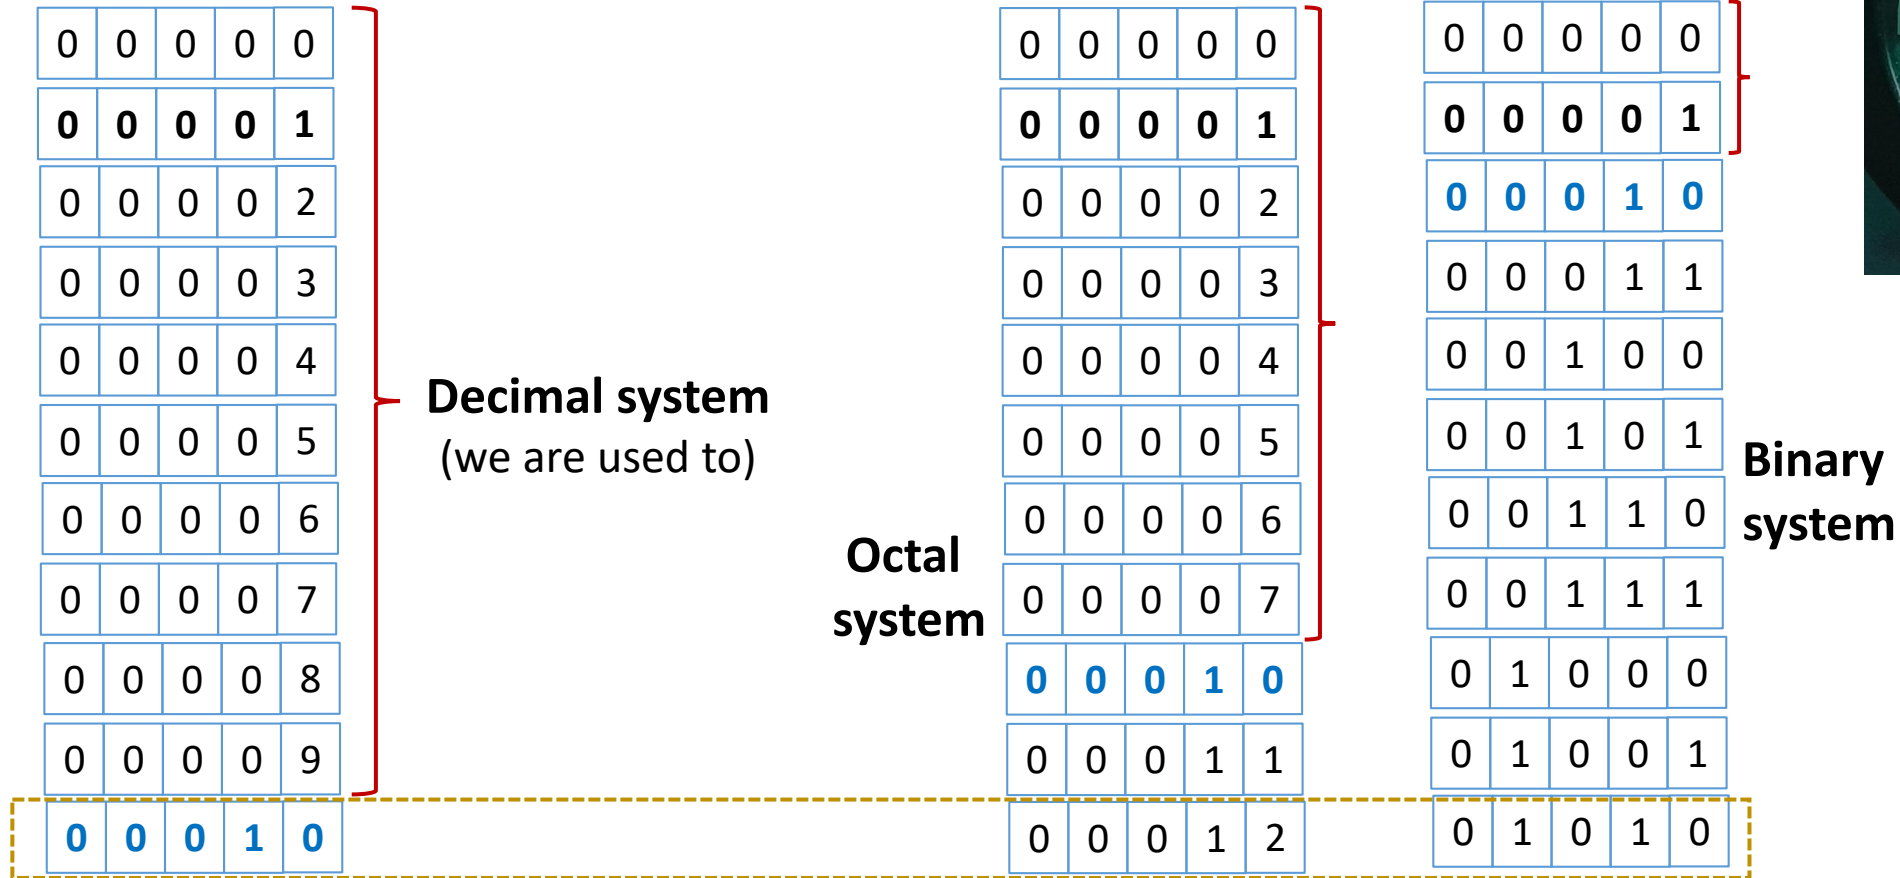 0 0 0 0 0
0 0 0 0 1
0 0 0 0 2
0 0 0 0 3
0 0 0 0 4
0 0 0 0 5
0 0 0 0 6
0 0 0 0 7
0 0 0 0 8
0 0 0 0 9
0 0 0 1 0
Decimal system
(we are used to)
Octal
system
0 0 0 0 0
0 0 0 0 1
0 0 0 0 2
0 0 0 0 3
0 0 0 0 4
0 0 0 0 5
0 0 0 0 6
0 0 0 0 7
0 0 0 1 0
0 0 0 1 1
0 0 0 1 2
0 0 0 0 0
0 0 0 0 1
0 0 0 1 0
0 0 0 1 1
0 0 1 0 0
0 0 1 0 1
0 0 1 1 0
0 0 1 1 1
0 1 0 0 0
0 1 0 0 1
0 1 0 1 0
Binary
system